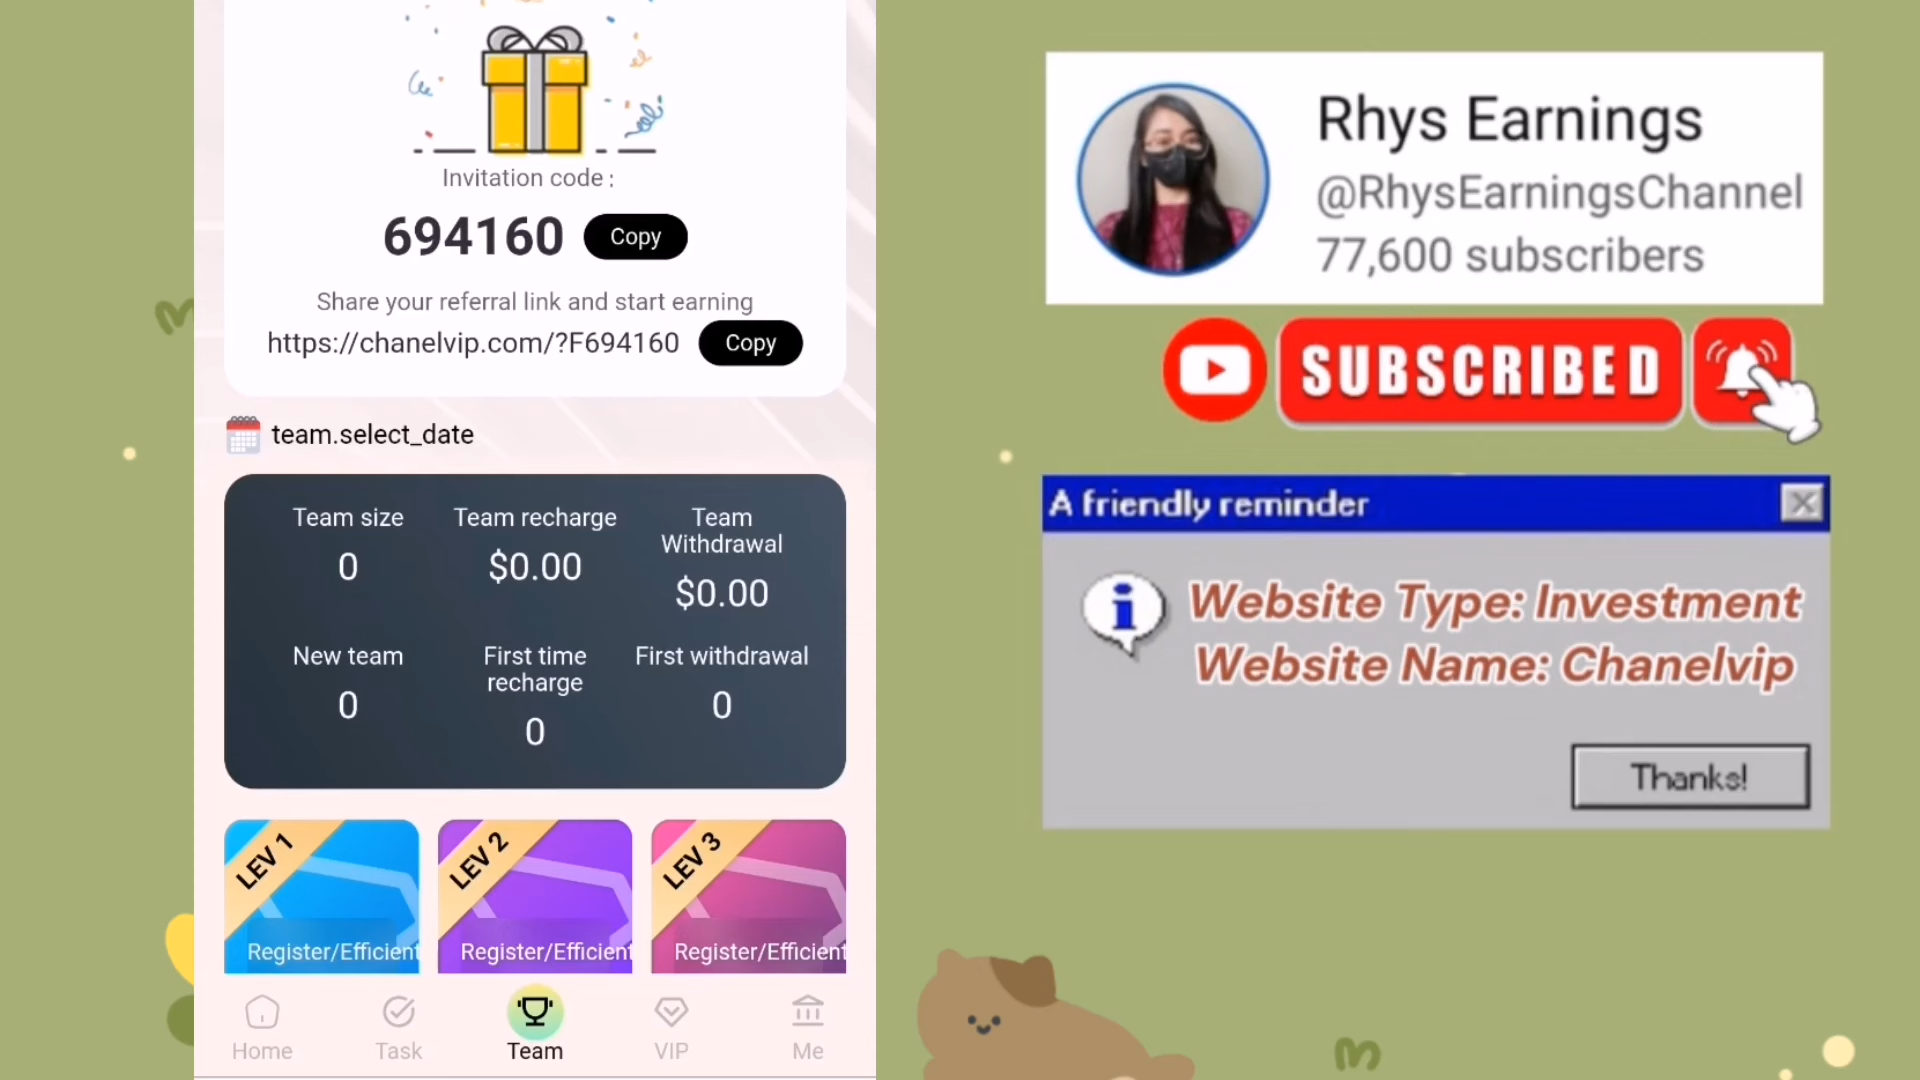 Invitation code :
694160
Copy
Share your referral link and start earning
https://chanelvip.com/?F694160
Copy
team.select_date
Team size
0
Team recharge
$0.00
Team
Withdrawal
$0.00
New team
0
First time
recharge
0
First withdrawal
0
LEV 1
Register/Efficient
LEV 2
Register/Efficient
LEV 3
Register/Efficient
Home
Task
Team
VIP
Me
Rhys Earnings
@RhysEarningsChannel
77,600 subscribers
SUBSCRIBED
A friendly reminder
Website Type: Investment
Website Name: Chanelvip
Thanks!